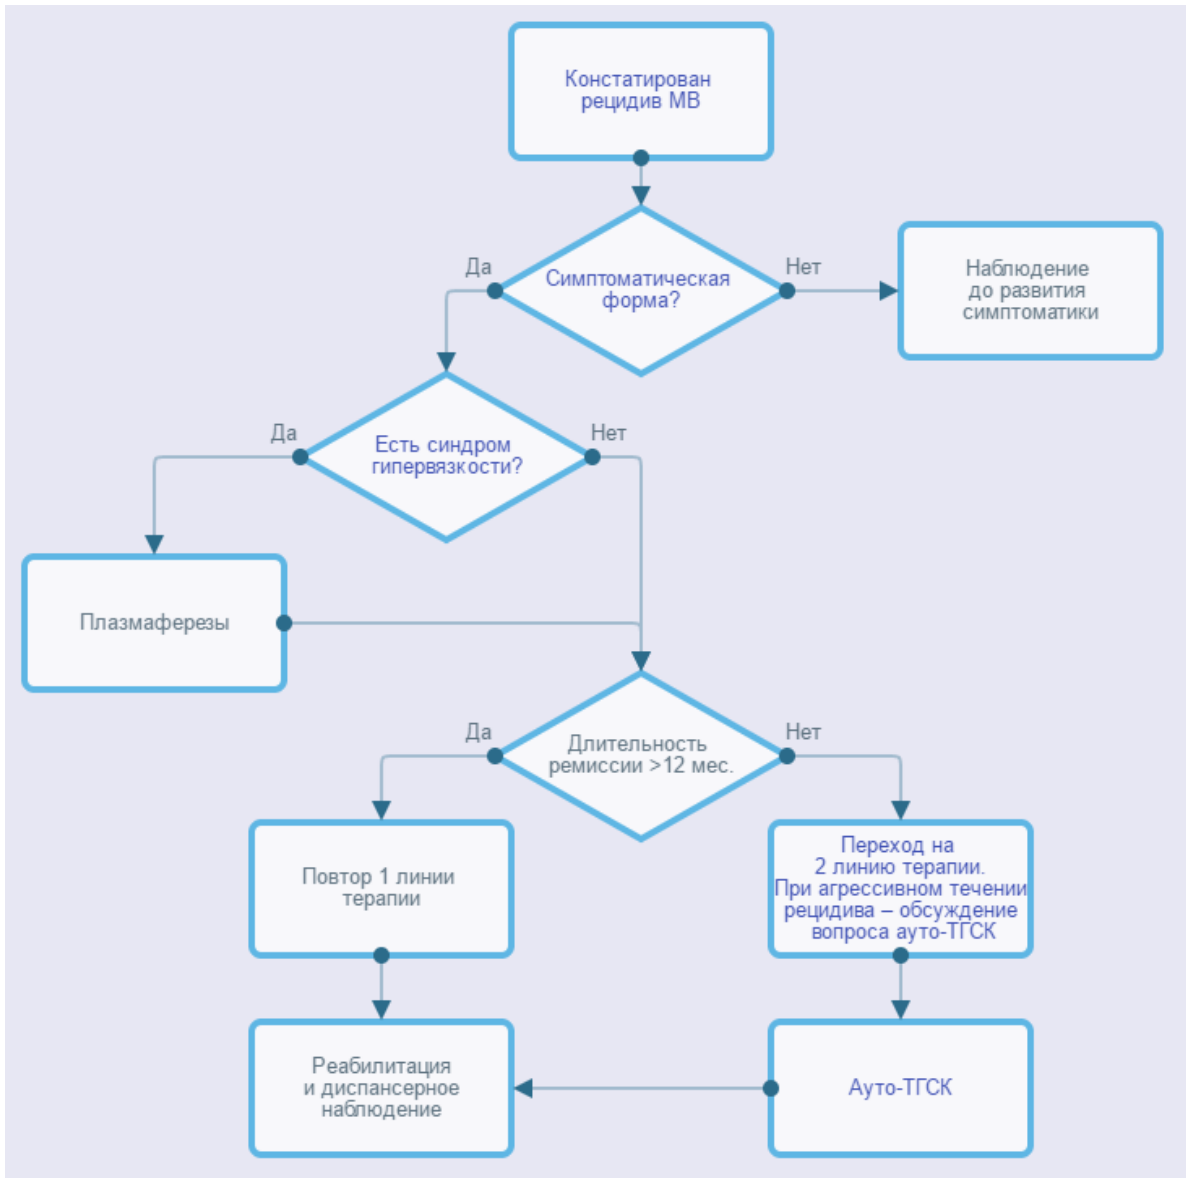 Констатирован
рецидив МВ
Да
Симптоматическая
форма?
Нет
Наблюдение
до развития
симптоматики
Да
Есть синдром
гипервязкости?
Нет
Плазмаферезы
Да
Длительность
ремиссии >12 мес.
Нет
Повтор 1 линии
терапии
Переход на
2 линию терапии.
При агрессивном течении
рецидива – обсуждение
вопроса ауто-ТГСК
Реабилитация
и диспансерное
наблюдение
Ауто-ТГСК